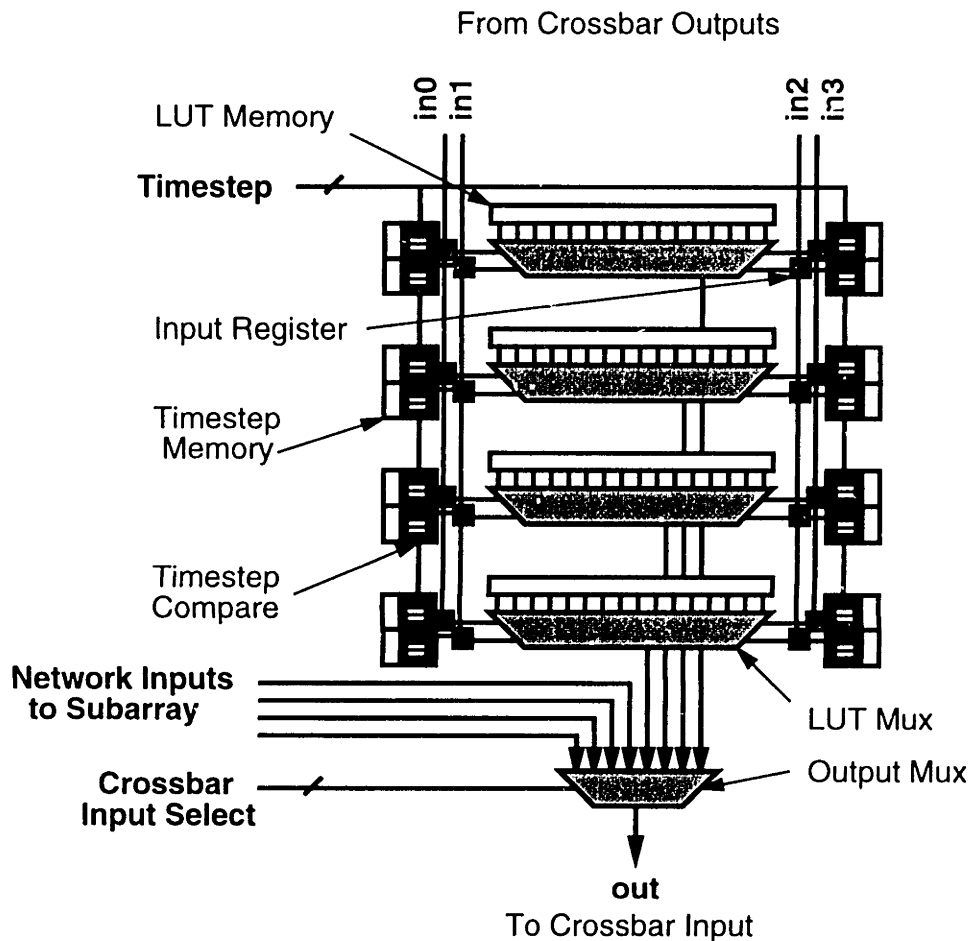 From Crossbar Outputs
in0
in1
in2
in3
LUT Memory
Timestep
Input Register
Timestep
Memory
Timestep
Compare
Network Inputs
to Subarray
LUT Mux
Output Mux
Crossbar
Input Select
out
To Crossbar Input